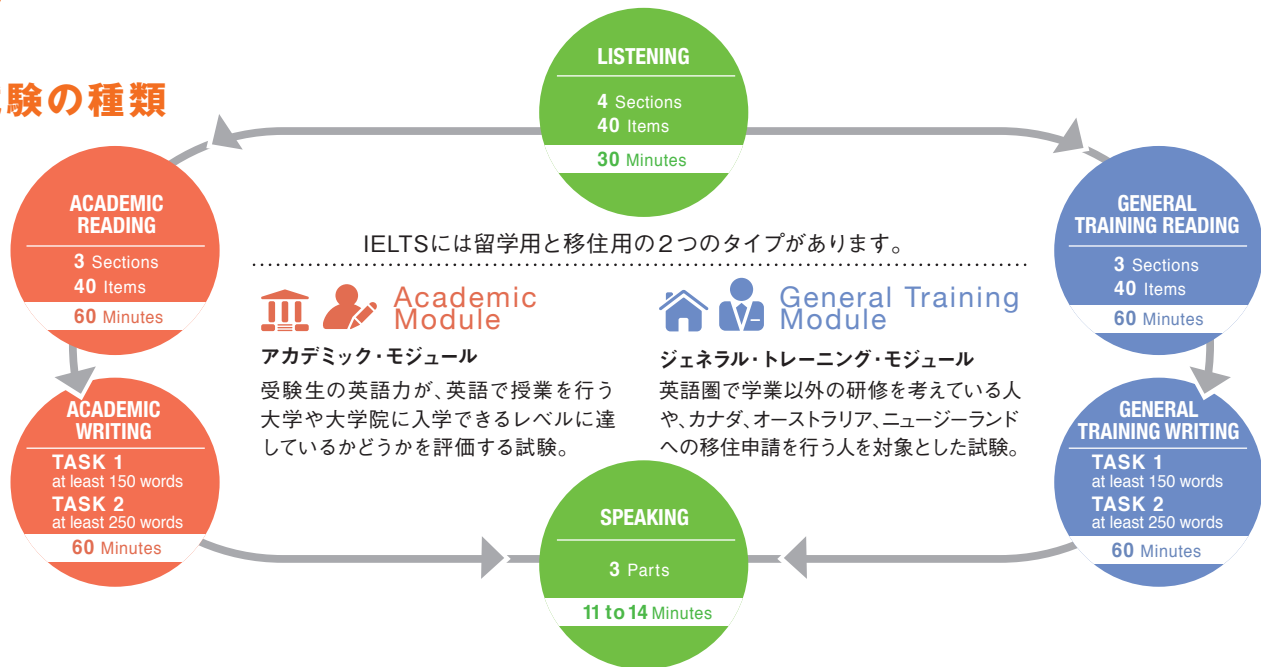 験の種類
LISTENING
4 Sections
40 Items
30 Minutes
ACADEMIC
READING
3 Sections
40 Items
60 Minutes
GENERAL
TRAINING READING
3 Sections
40 Items
60 Minutes
IELTSには留学用と移住用の2つのタイプがあります。
Academic
Module
アカデミック・モジュール
受験生の英語力が、英語で授業を行う
大学や大学院に入学できるレベルに達
しているかどうかを評価する試験。
General Training
Module
ジェネラル・トレーニング・モジュール
英語圏で学業以外の研修を考えている人
や、カナダ、オーストラリア、ニュージーランド
への移住申請を行う人を対象とした試験。
ACADEMIC
WRITING
TASK 1
at least 150 words
TASK 2
at least 250 words
60 Minutes
GENERAL
TRAINING WRITING
TASK 1
at least 150 words
TASK 2
at least 250 words
60 Minutes
SPEAKING
3 Parts
11 to 14 Minutes